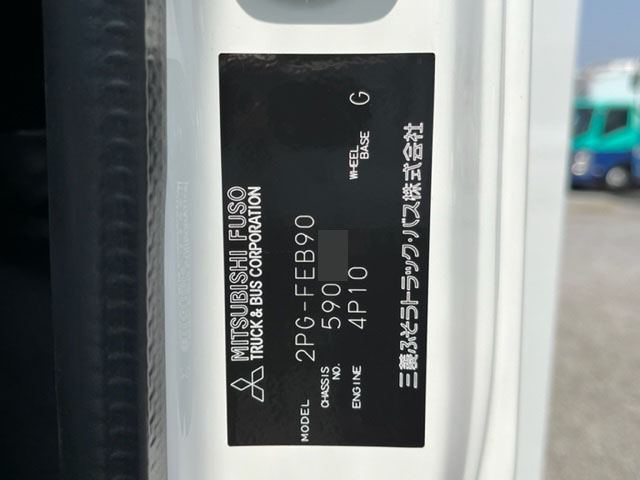 MITSUBISHI FUSO
TRUCK & BUS CORPORATION
MODEL 2PG-FEB90
CHASSIS NO. 590
ENGINE 4P10 WHEEL BASE G
三菱ふそうトラック・バス株式会社